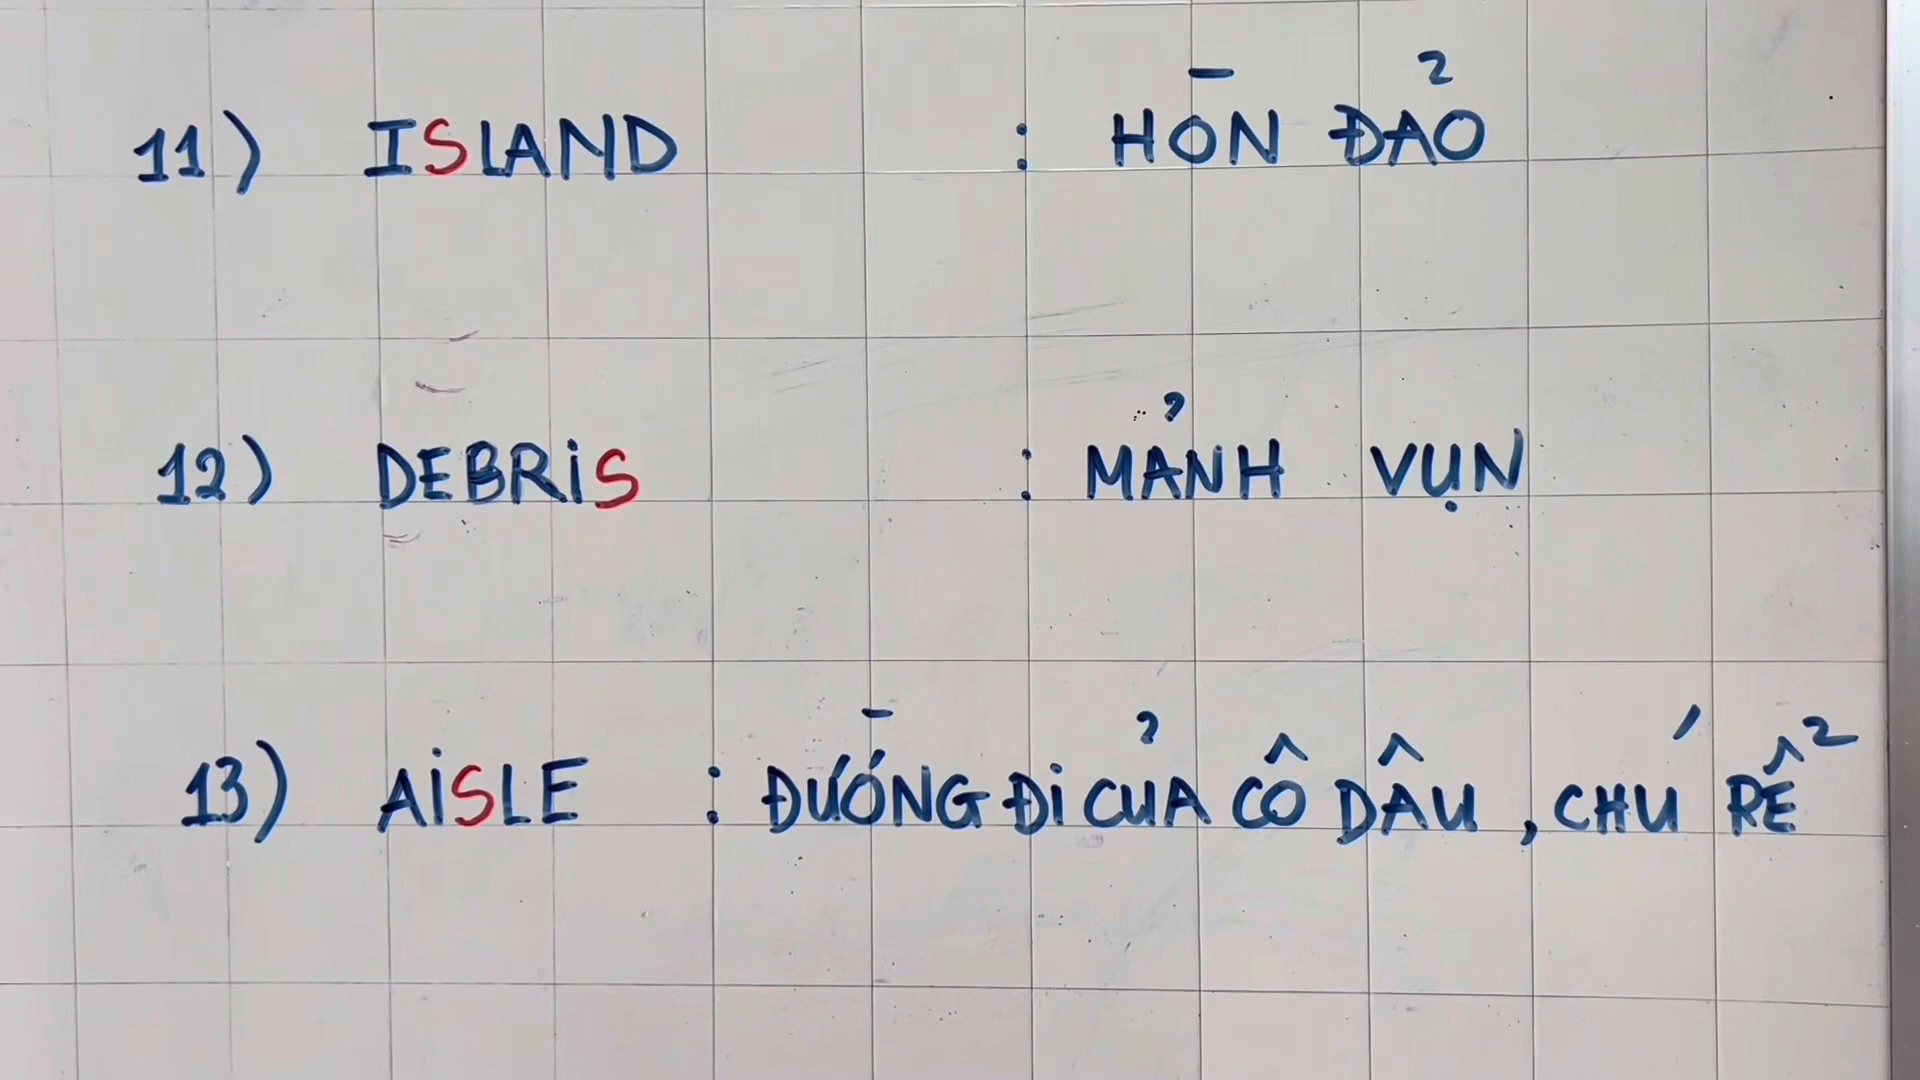 11) ISLAND : HÒN ĐẢO
12) DEBRIS : MẢNH VỤN
13) AISLE : ĐƯỜNG ĐI CỦA CÔ DÂU, CHÚ RỂ